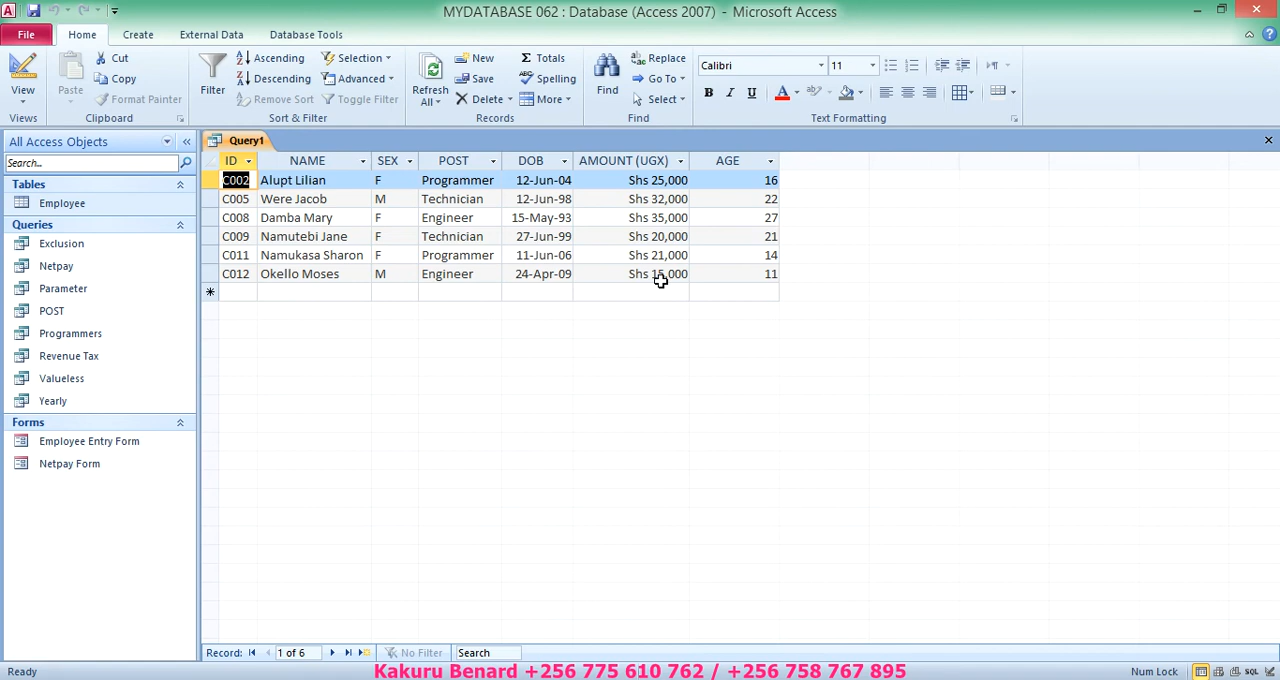 MYDATABASE 062 : Database (Access 2007) - Microsoft Access
File Home Create External Data Database Tools
View
Views
Paste
Cut
Copy
Format Painter
Clipboard
Filter
Ascending
Descending
Remove Sort
Selection
Advanced
Toggle Filter
Sort & Filter
Refresh
All
New
Save
Delete
Totals
Spelling
More
Records
Find
Replace
Go To
Select
Find
Calibri 11
B I U A
Text Formatting
All Access Objects
Search...
Tables
Employee
Queries
Exclusion
Netpay
Parameter
POST
Programmers
Revenue Tax
Valueless
Yearly
Forms
Employee Entry Form
Netpay Form
Query1
ID NAME SEX POST DOB AMOUNT (UGX) AGE
C002 Alupt Lilian F Programmer 12-Jun-04 Shs 25,000 16
C005 Were Jacob M Technician 12-Jun-98 Shs 32,000 22
C008 Damba Mary F Engineer 15-May-93 Shs 35,000 27
C009 Namutebi Jane F Technician 27-Jun-99 Shs 20,000 21
C011 Namukasa Sharon F Programmer 11-Jun-06 Shs 21,000 14
C012 Okello Moses M Engineer 24-Apr-09 Shs 15,000 11
Record: 1 of 6 No Filter Search
Ready
Kakuru Benard +256 775 610 762 / +256 758 767 895
Num Lock
SQL